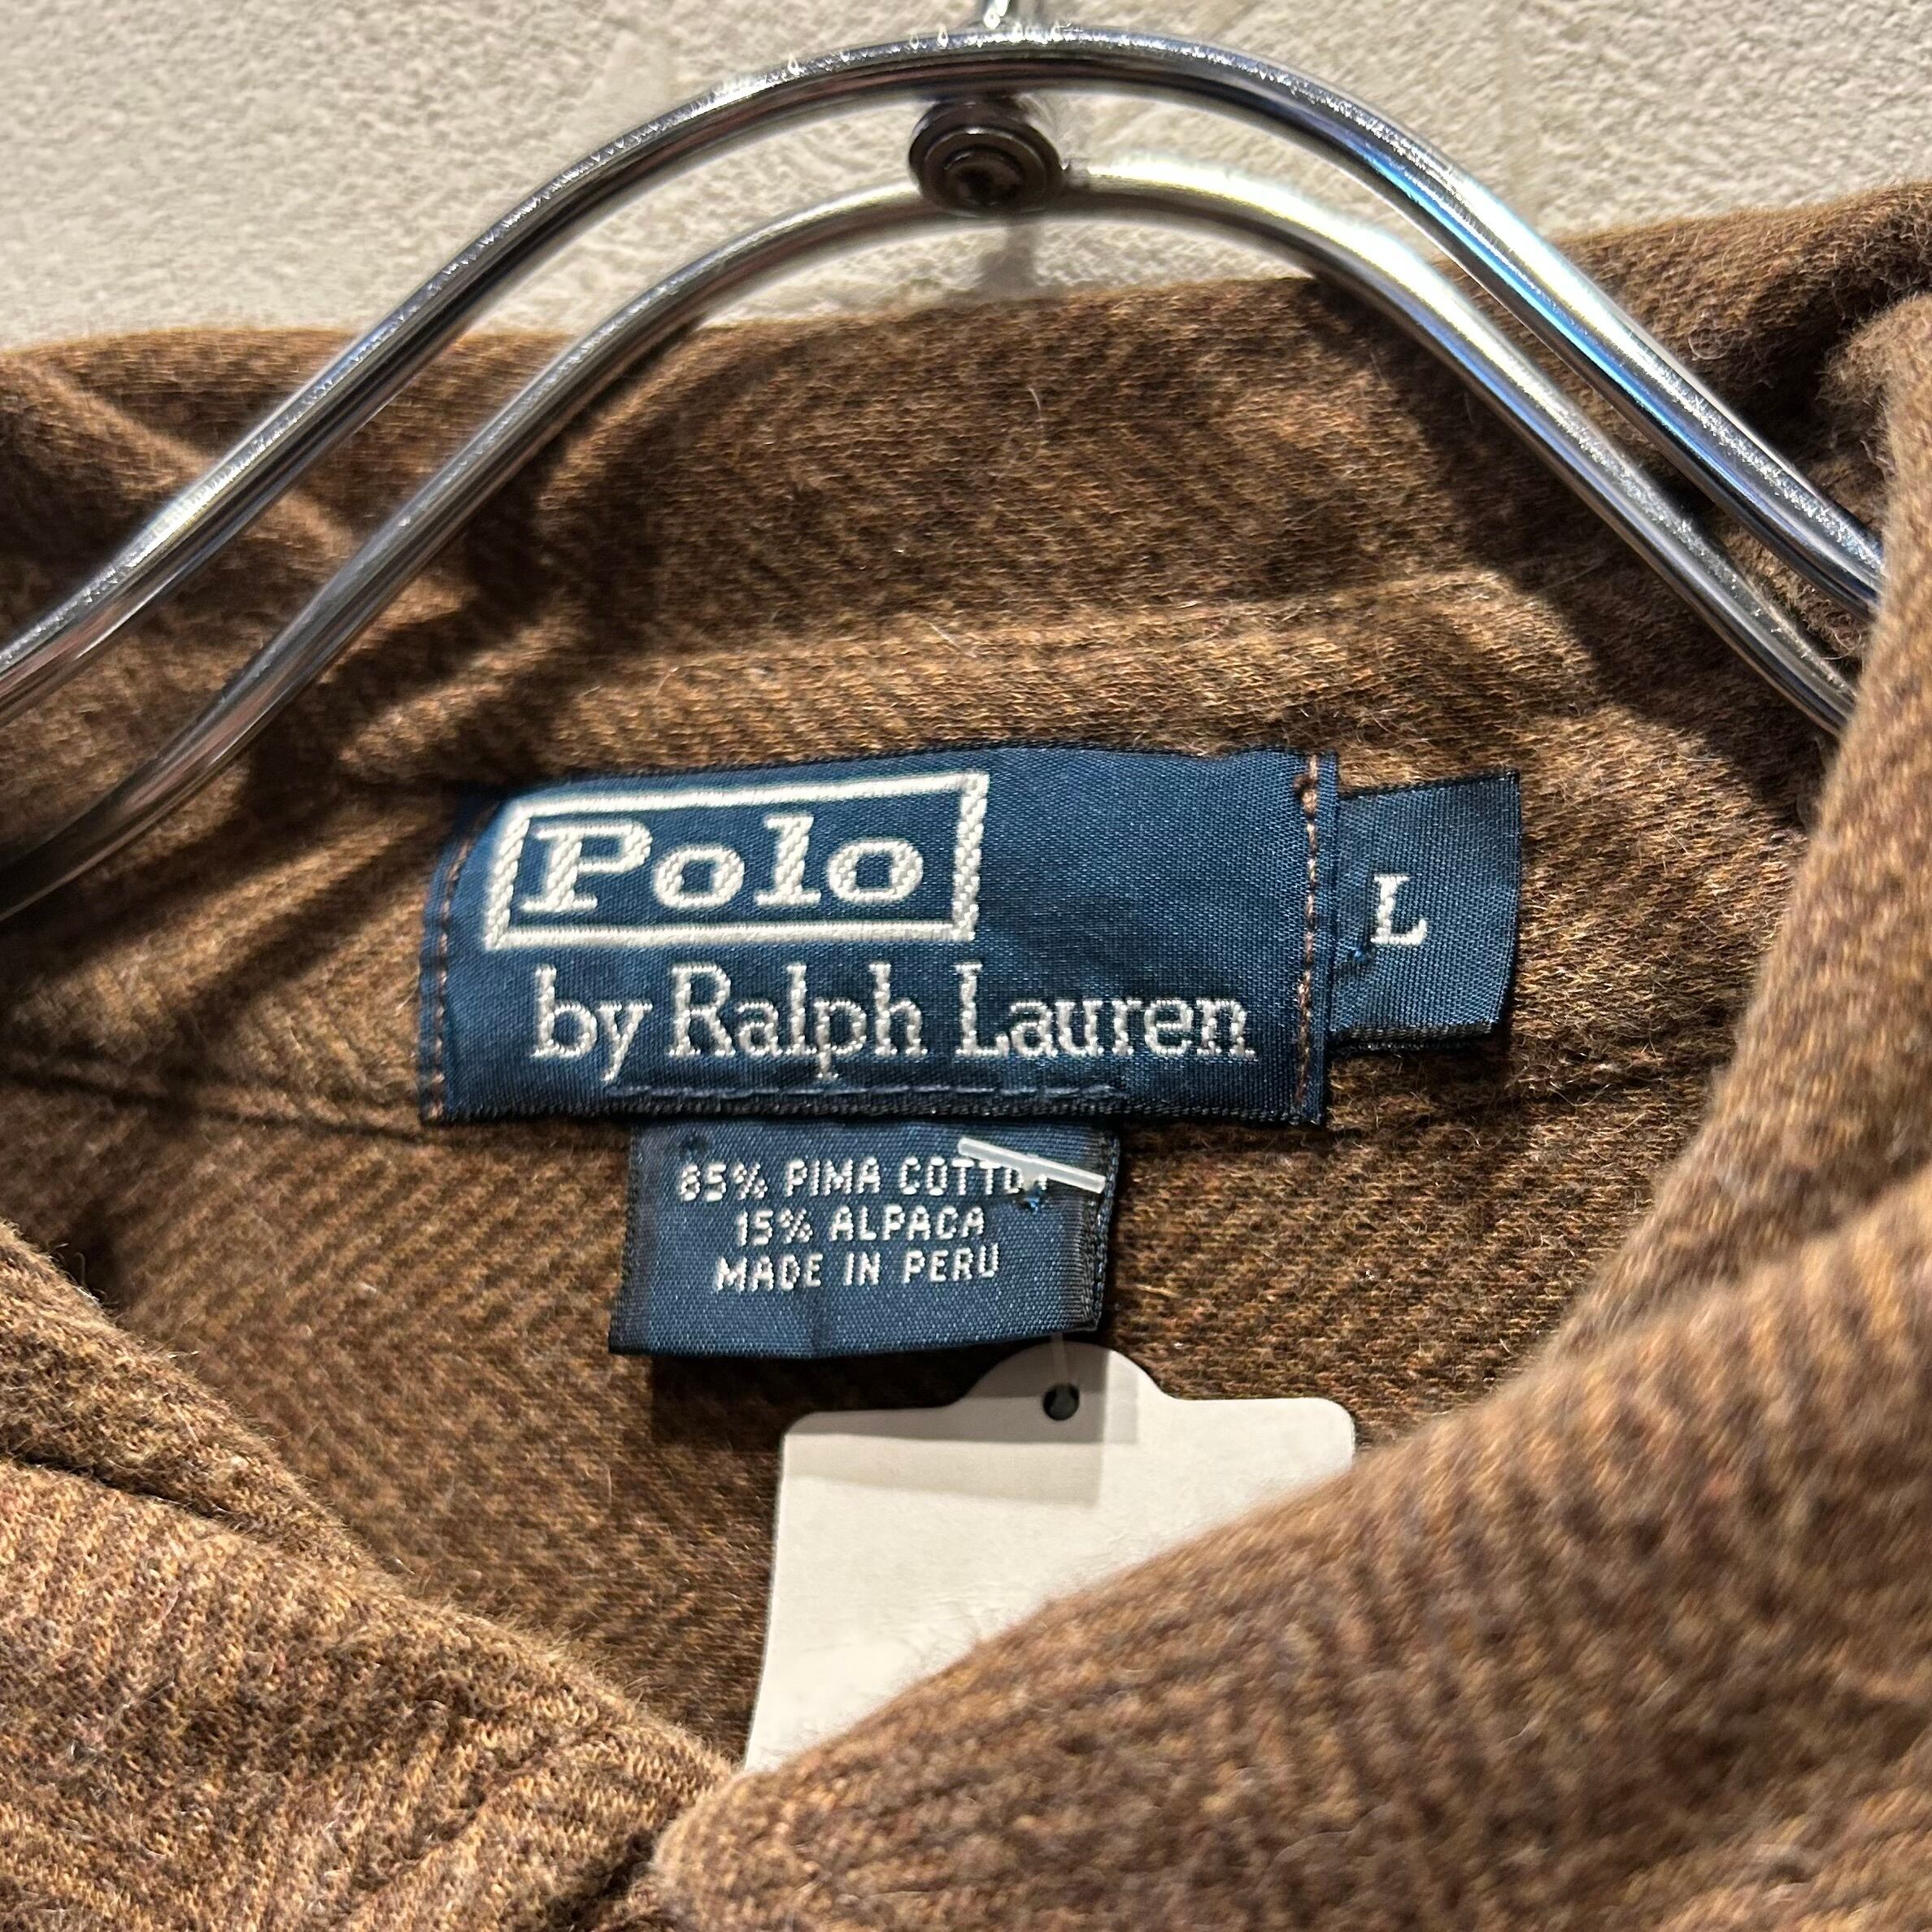 Polo
by Ralph Lauren
L
85% PIMA COTTON
15% ALPACA
MADE IN PERU